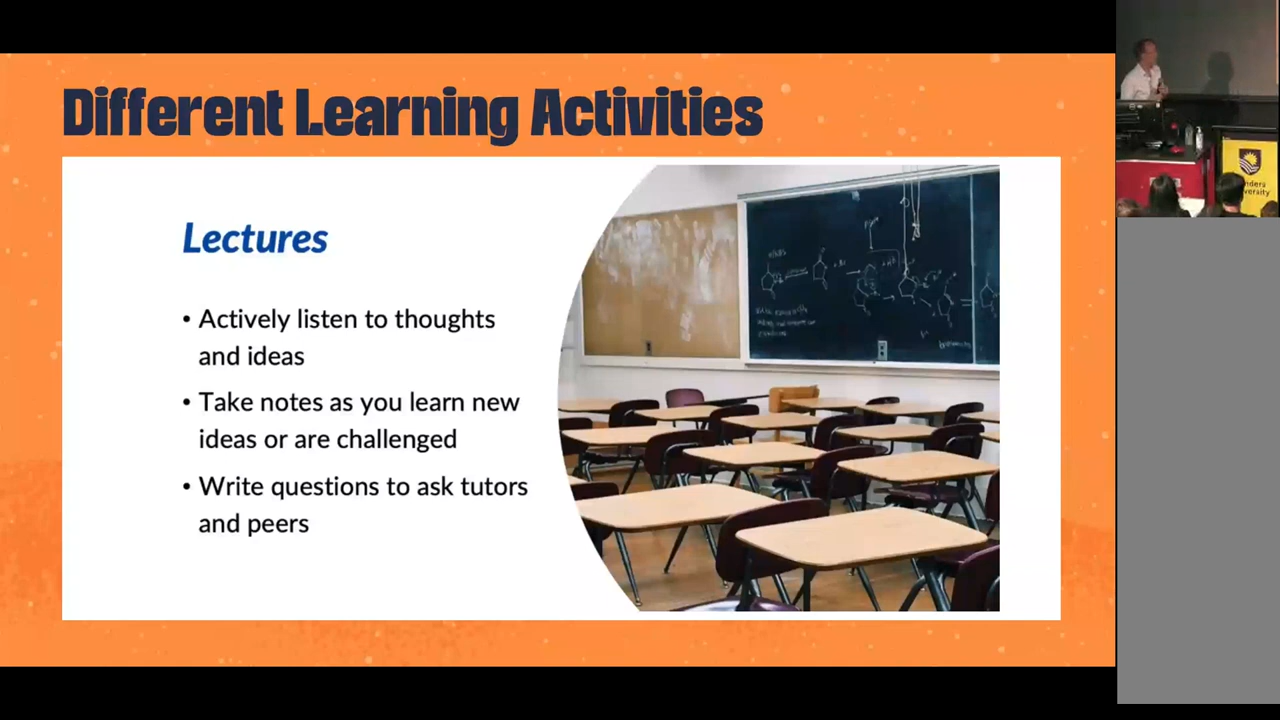 Different Learning Activities
Lectures
• Actively listen to thoughts
and ideas
• Take notes as you learn new
ideas or are challenged
• Write questions to ask tutors
and peers